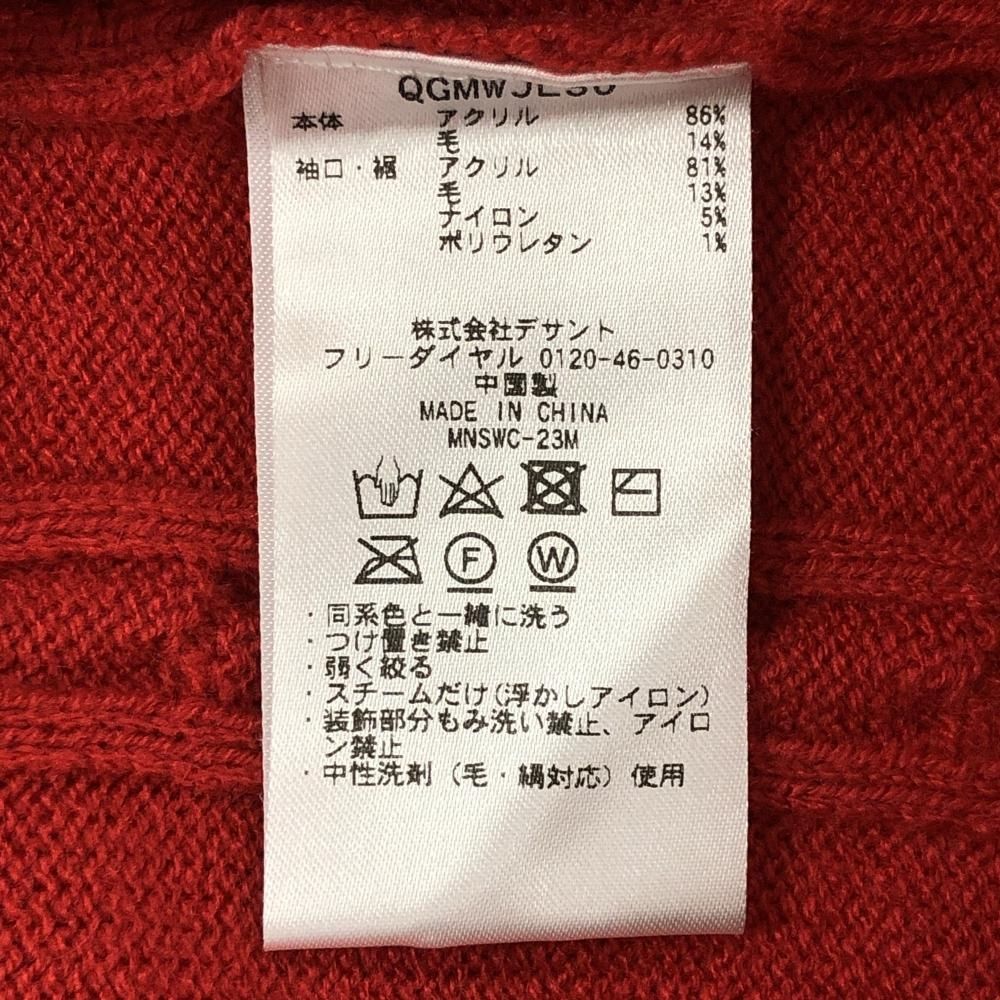 本体 アクリル 86%
毛 14%
袖口・裾 アクリル 81%
毛 13%
ナイロン 5%
ポリウレタン 1%
株式会社デサント
フリーダイヤル 0120-46-0310
中国製
MADE IN CHINA
MNSWC-23M
F W
・同系色と一緒に洗う
・つけ置き禁止
・弱く絞る
・スチームだけ(浮かしアイロン)
・装飾部分もみ洗い禁止、アイロ
ン禁止
・中性洗剤(毛・絹対応)使用